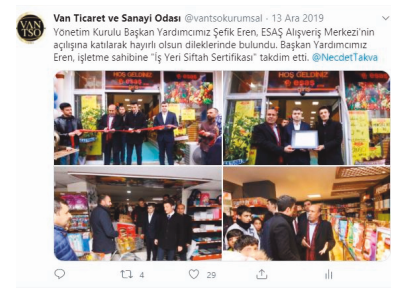 VAN
TSO
Van Ticaret ve Sanayi Odası @vantsokurumsal · 13 Ara 2019
Yönetim Kurulu Başkan Yardımcımız Şefik Eren, ESAŞ Alışveriş Merkezi'nin
açılışına katılarak hayırlı olsun dileklerinde bulundu. Başkan Yardımcımız
Eren, işletme sahibine "İş Yeri Siftah Sertifikası" takdim etti. @NecdetTakva
HOŞ GELDİNİZ
HOŞ GELDİNİZ
4
29